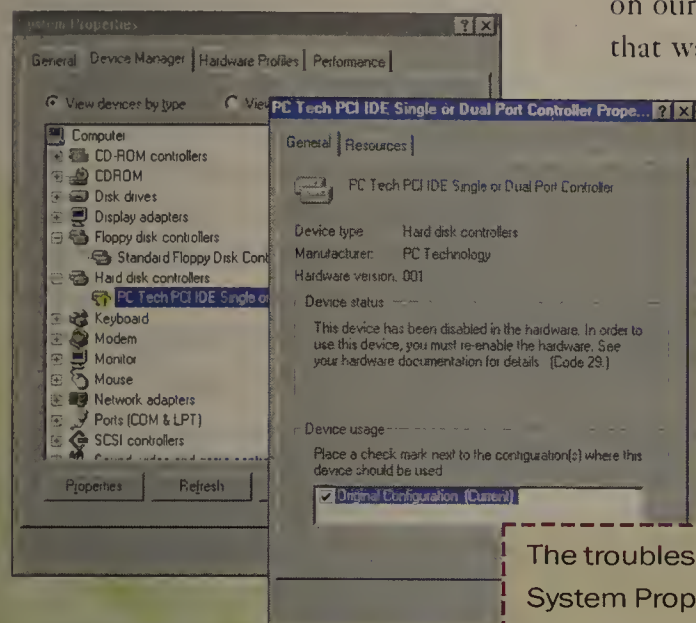 on our
that w
System Properties
General Device Manager Hardware Profiles Performance
View devices by type
Computer
CD-ROM controllers
CDROM
Disk drives
Display adapters
Floppy disk controllers
Standard Floppy Disk Cont
Hard disk controllers
PC Tech PCI IDE Single or
Keyboard
Modem
Monitor
Mouse
Network adapters
Ports (COM & LPT)
SCSI controllers
Properties Refresh
PC Tech PCI IDE Single or Dual Port Controller Prope...
General Resources
PC Tech PCI IDE Single or Dual Port Controller
Device type Hard disk controllers
Manufacturer: PC Technology
Hardware version: 001
Device status
This device has been disabled in the hardware. In order to
use this device, you must re-enable the hardware. See
your hardware documentation for details (Code 29.)
Device usage
Place a check mark next to the configuration(s) where this
device should be used
Original Configuration (Current)
The troubles
System Prop